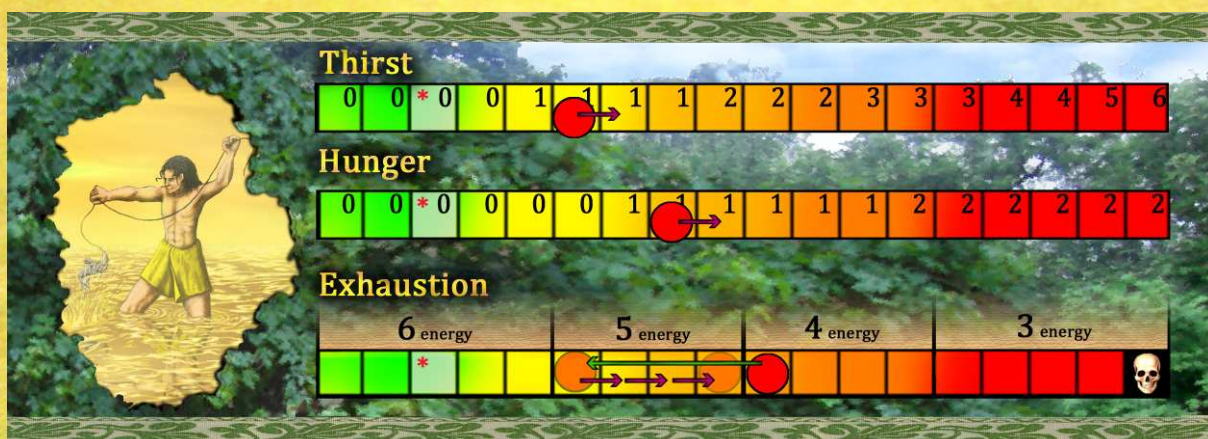 Thirst
0 0 * 0 0 1 1 1 1 2 2 2 3 3 3 4 4 5 6
Hunger
0 0 * 0 0 0 0 1 1 1 1 1 1 2 2 2 2 2 2
Exhaustion
6 energy 5 energy 4 energy 3 energy
*